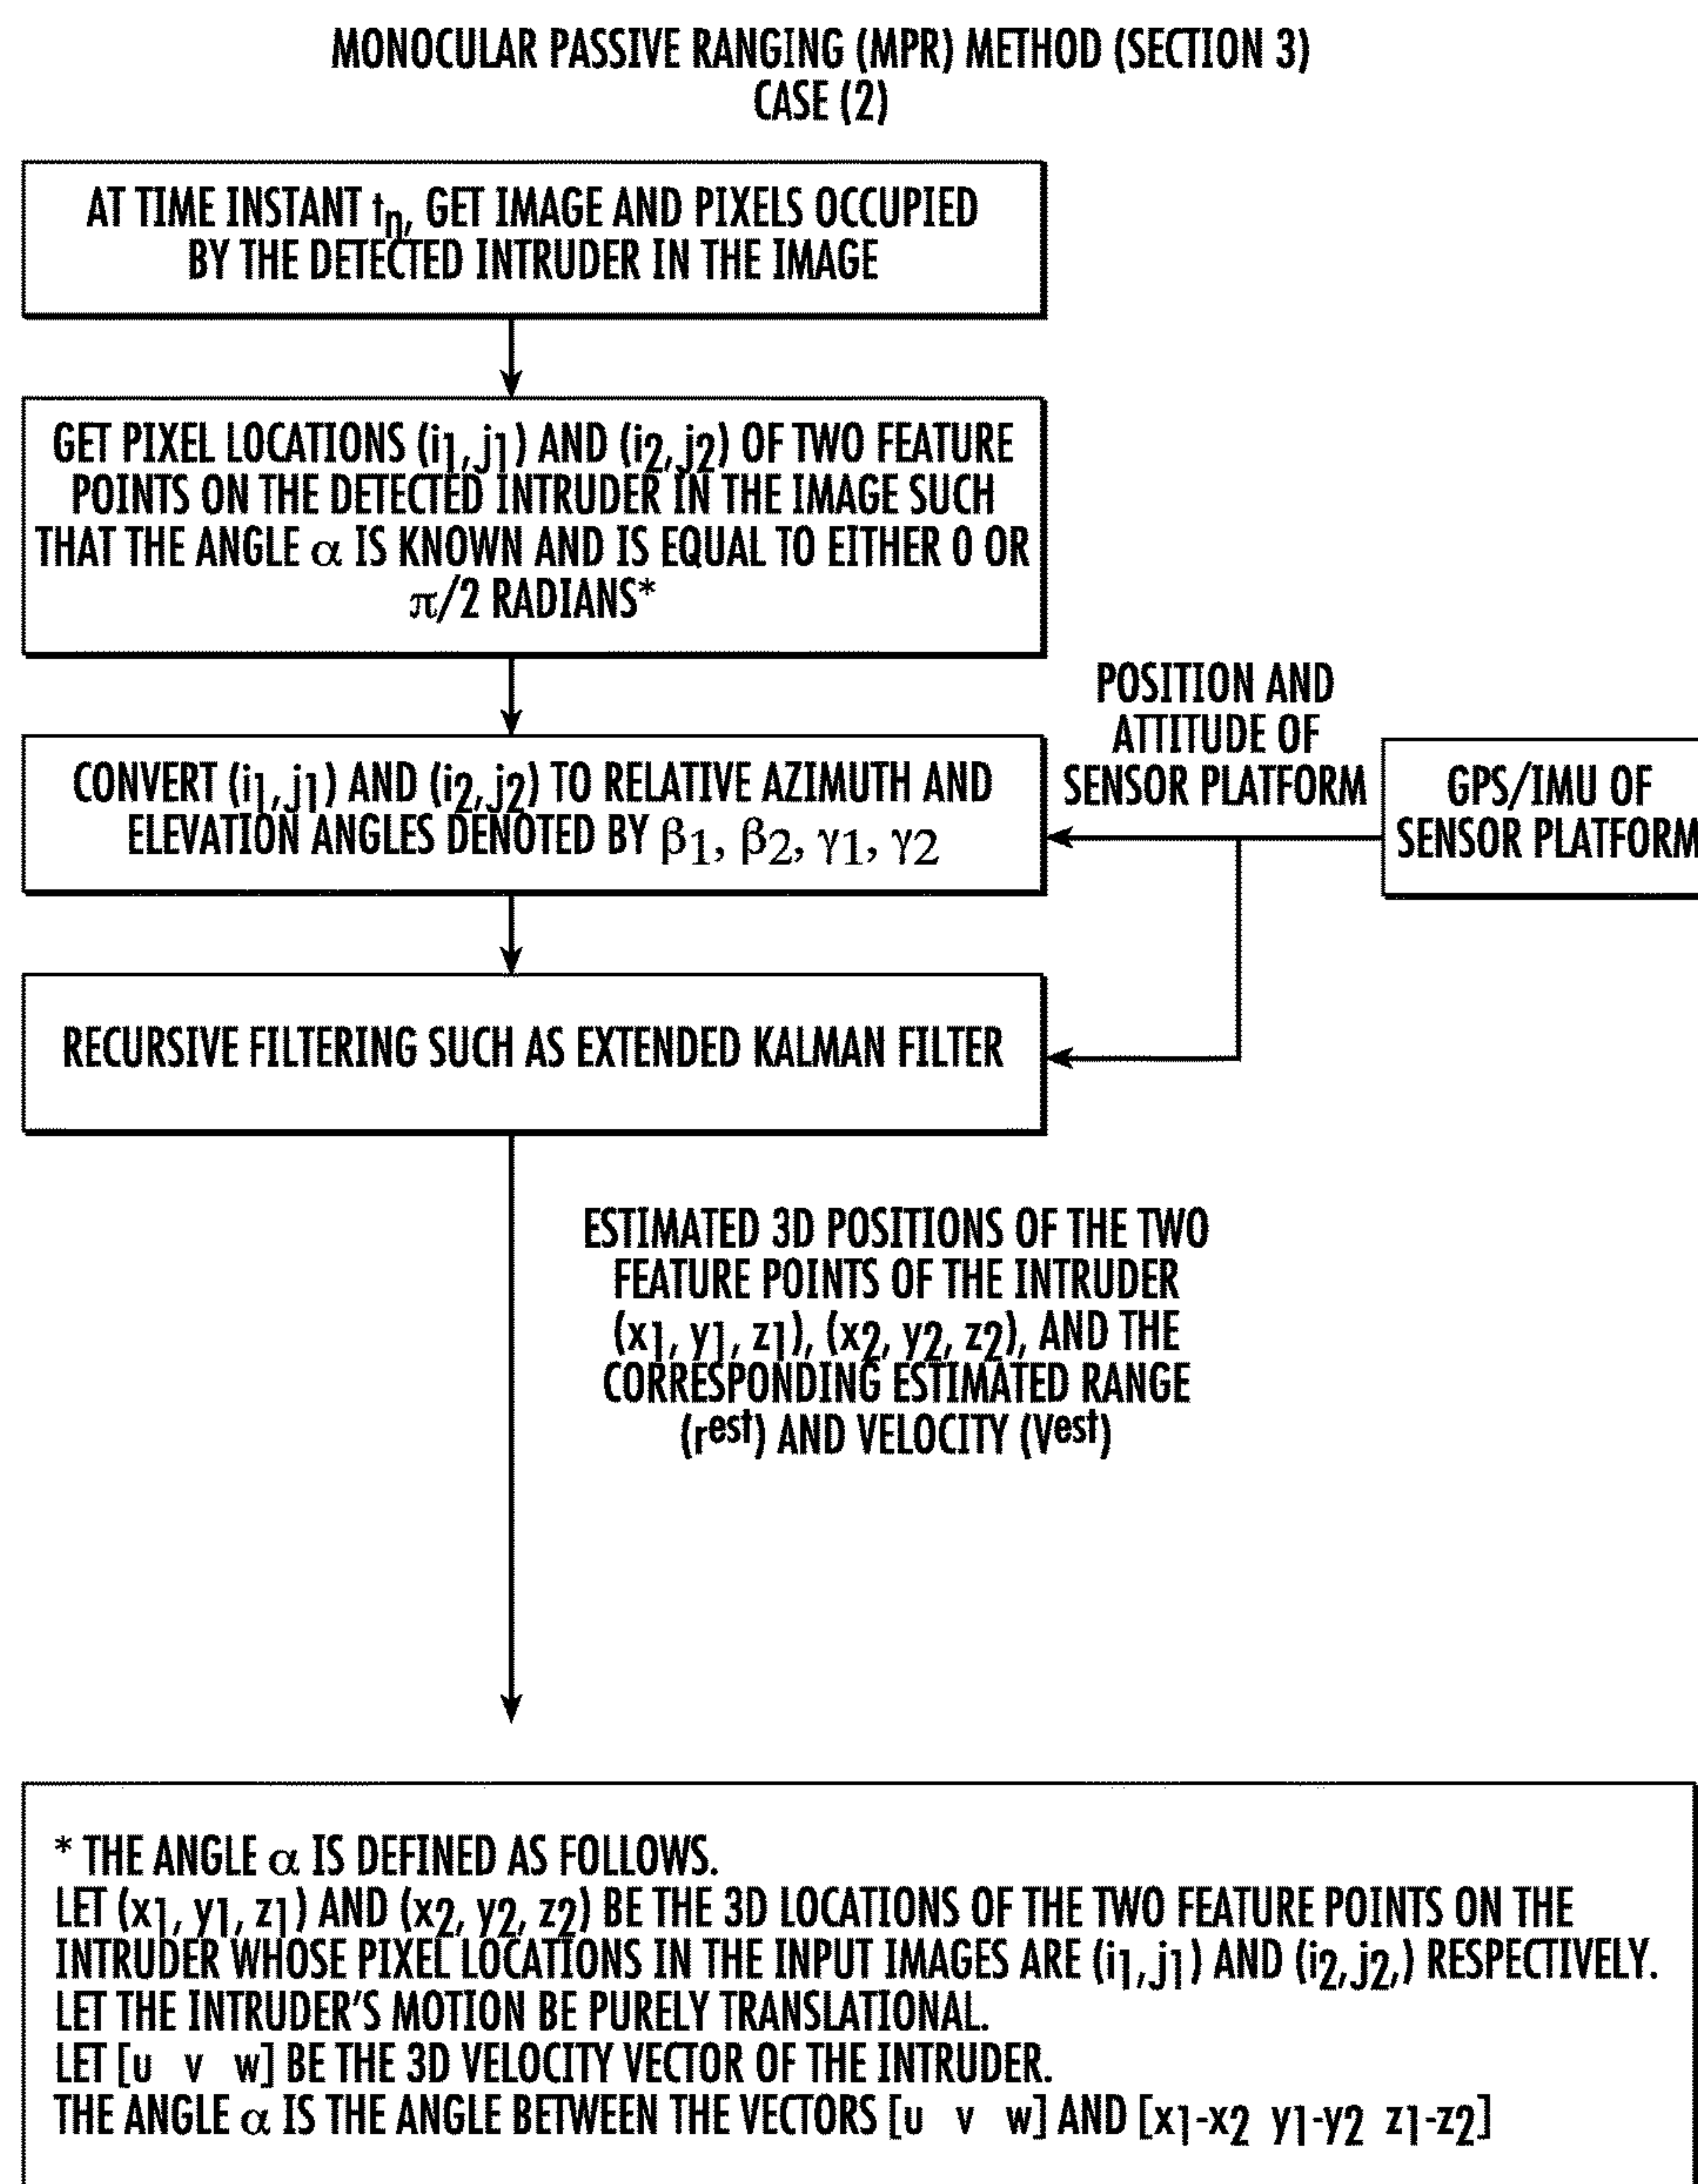 MONOCULAR PASSIVE RANGING (MPR) METHOD (SECTION 3)
CASE (2)
AT TIME INSTANT tn, GET IMAGE AND PIXELS OCCUPIED
BY THE DETECTED INTRUDER IN THE IMAGE
GET PIXEL LOCATIONS (i1,j1) AND (i2,j2) OF TWO FEATURE
POINTS ON THE DETECTED INTRUDER IN THE IMAGE SUCH
THAT THE ANGLE α IS KNOWN AND IS EQUAL TO EITHER 0 OR
π/2 RADIANS*
POSITION AND
ATTITUDE OF
SENSOR PLATFORM
GPS/IMU OF
SENSOR PLATFORM
CONVERT (i1,j1) AND (i2,j2) TO RELATIVE AZIMUTH AND
ELEVATION ANGLES DENOTED BY β1, β2, γ1, γ2
RECURSIVE FILTERING SUCH AS EXTENDED KALMAN FILTER
ESTIMATED 3D POSITIONS OF THE TWO
FEATURE POINTS OF THE INTRUDER
(x1, y1, z1), (x2, y2, z2), AND THE
CORRESPONDING ESTIMATED RANGE
(rest) AND VELOCITY (Vest)
* THE ANGLE α IS DEFINED AS FOLLOWS.
LET (x1, y1, z1) AND (x2, y2, z2) BE THE 3D LOCATIONS OF THE TWO FEATURE POINTS ON THE
INTRUDER WHOSE PIXEL LOCATIONS IN THE INPUT IMAGES ARE (i1,j1) AND (i2,j2,) RESPECTIVELY.
LET THE INTRUDER'S MOTION BE PURELY TRANSLATIONAL.
LET [u v w] BE THE 3D VELOCITY VECTOR OF THE INTRUDER.
THE ANGLE α IS THE ANGLE BETWEEN THE VECTORS [u v w] AND [x1-x2 y1-y2 z1-z2]